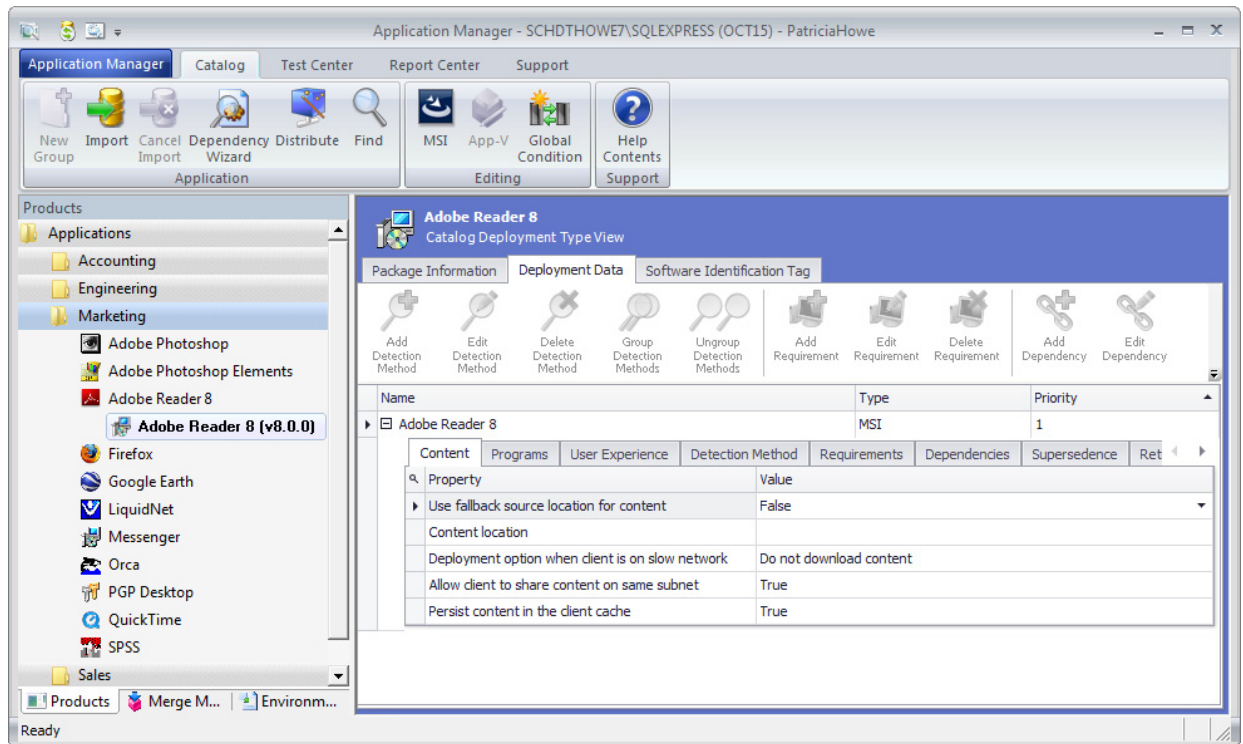 Application Manager - SCHDTHOWE7\SQLEXPRESS (OCT15) - PatriciaHowe
Application Manager Catalog Test Center Report Center Support
New Group Import Cancel Import Dependency Wizard Distribute Find MSI App-V Global Condition Help Contents
Application Editing Support
Products
Applications
Accounting
Engineering
Marketing
Adobe Photoshop
Adobe Photoshop Elements
Adobe Reader 8
Adobe Reader 8 (v8.0.0)
Firefox
Google Earth
LiquidNet
Messenger
Orca
PGP Desktop
QuickTime
SPSS
Sales
Products Merge M... Environm...
Adobe Reader 8
Catalog Deployment Type View
Package Information Deployment Data Software Identification Tag
Add Detection Method Edit Detection Method Delete Detection Method Group Detection Methods Ungroup Detection Methods Add Requirement Edit Requirement Delete Requirement Add Dependency Edit Dependency
Name Type Priority
Adobe Reader 8 MSI 1
Content Programs User Experience Detection Method Requirements Dependencies Supersedence Ret
Property Value
Use fallback source location for content False
Content location
Deployment option when client is on slow network Do not download content
Allow client to share content on same subnet True
Persist content in the client cache True
Ready